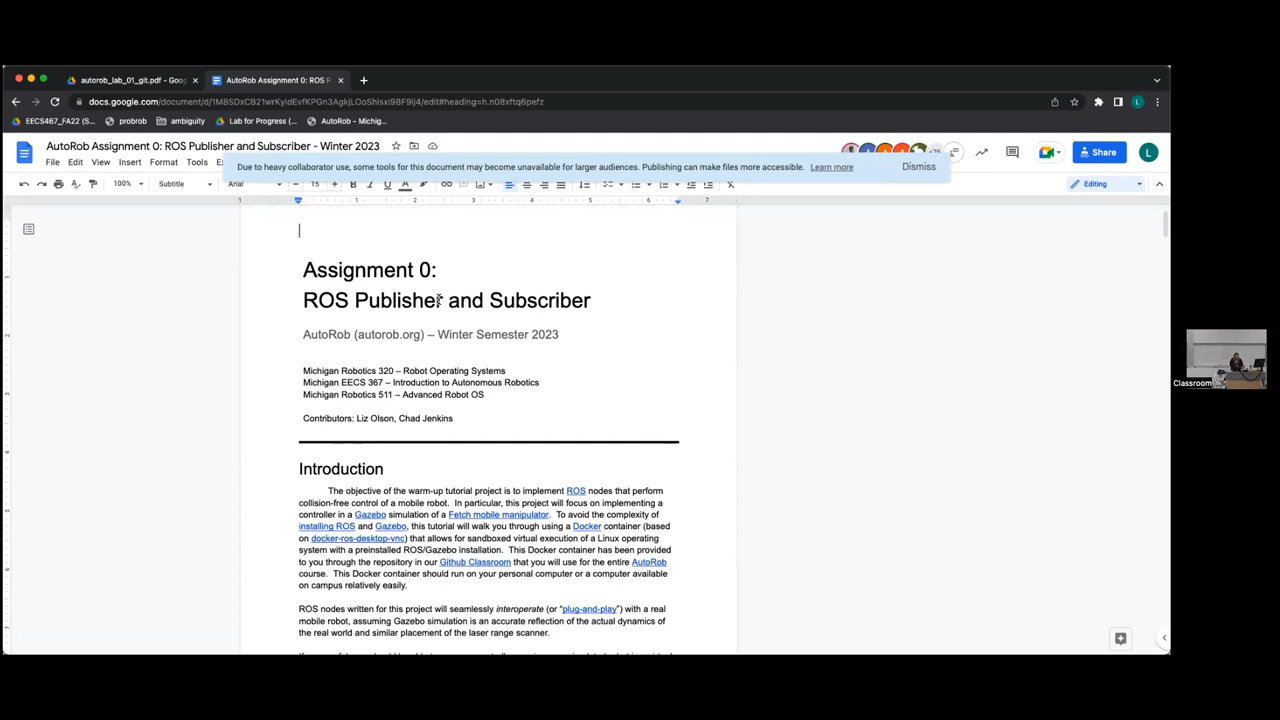 autorob_lab_01_git.pdf - Goo
AutoRob Assignment 0: ROS P
docs.google.com/document/d/1M8SDxCB21wrKyidEvfKPGn3AgkjLOoShIsxi98F9Ij4/edit#heading=h.n08xftq6pefz
EECS467_FA22 (S...
probrob
ambiguity
Lab for Progress (...
AutoRob - Michig...
AutoRob Assignment 0: ROS Publisher and Subscriber - Winter 2023
File Edit View Insert Format Tools
Due to heavy collaborator use, some tools for this document may become unavailable for larger audiences. Publishing can make files more accessible. Learn more Dismiss
Share
L
100% Subtitle Arial 15 Editing
1 1 2 3 4 5 6 7
Assignment 0:
ROS Publisher and Subscriber
AutoRob (autorob.org) – Winter Semester 2023
Michigan Robotics 320 – Robot Operating Systems
Michigan EECS 367 – Introduction to Autonomous Robotics
Michigan Robotics 511 – Advanced Robot OS
Contributors: Liz Olson, Chad Jenkins
Introduction
The objective of the warm-up tutorial project is to implement ROS nodes that perform
collision-free control of a mobile robot. In particular, this project will focus on implementing a
controller in a Gazebo simulation of a Fetch mobile manipulator. To avoid the complexity of
installing ROS and Gazebo, this tutorial will walk you through using a Docker container (based
on docker-ros-desktop-vnc) that allows for sandboxed virtual execution of a Linux operating
system with a preinstalled ROS/Gazebo installation. This Docker container has been provided
to you through the repository in our Github Classroom that you will use for the entire AutoRob
course. This Docker container should run on your personal computer or a computer available
on campus relatively easily.
ROS nodes written for this project will seamlessly interoperate (or "plug-and-play") with a real
mobile robot, assuming Gazebo simulation is an accurate reflection of the actual dynamics of
the real world and similar placement of the laser range scanner.
Classroom